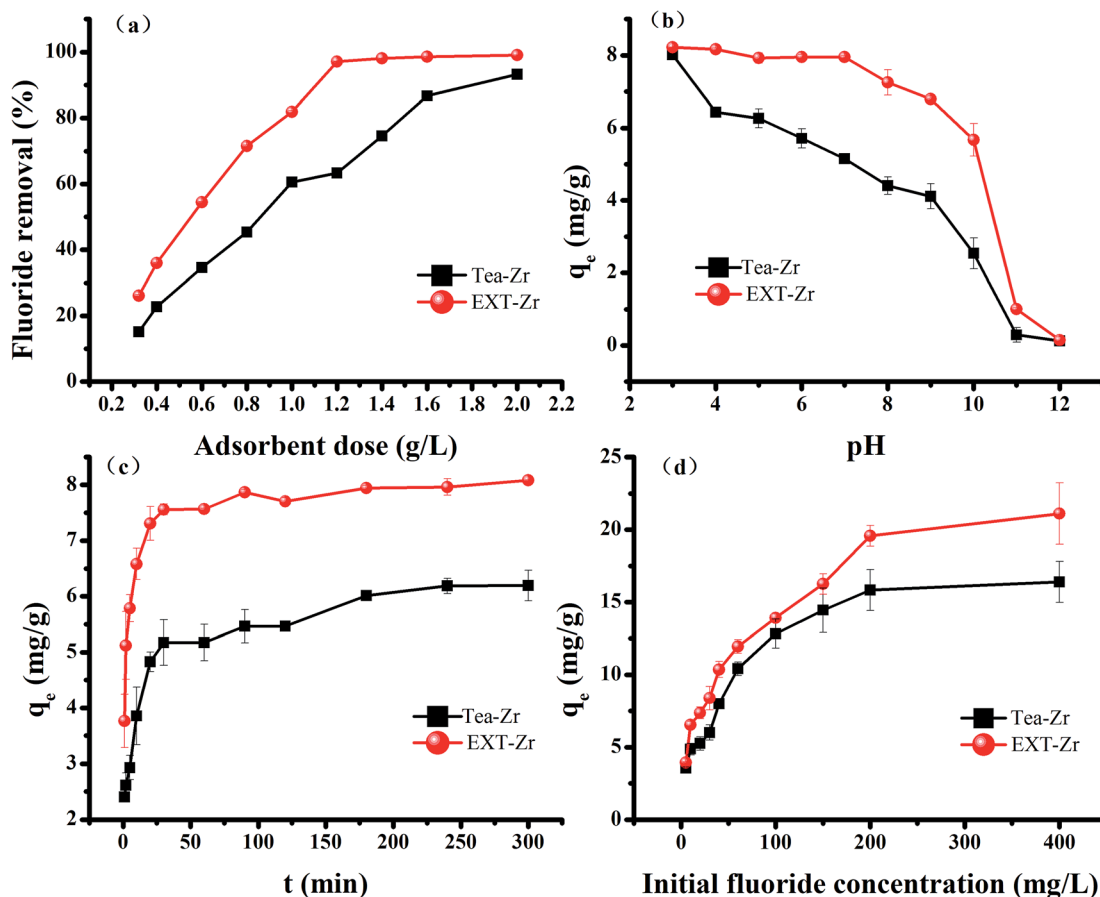 （a）
Fluoride removal (%)
100
80
60
40
20
0
Tea-Zr
EXT-Zr
0.2 0.4 0.6 0.8 1.0 1.2 1.4 1.6 1.8 2.0 2.2
Adsorbent dose (g/L)
（b）
qe (mg/g)
8
6
4
2
0
Tea-Zr
EXT-Zr
2 4 6 8 10 12
pH
（c）
qe (mg/g)
9
8
7
6
5
4
3
2
Tea-Zr
EXT-Zr
0 50 100 150 200 250 300
t (min)
（d）
qe (mg/g)
25
20
15
10
5
0
Tea-Zr
EXT-Zr
0 100 200 300 400
Initial fluoride concentration (mg/L)